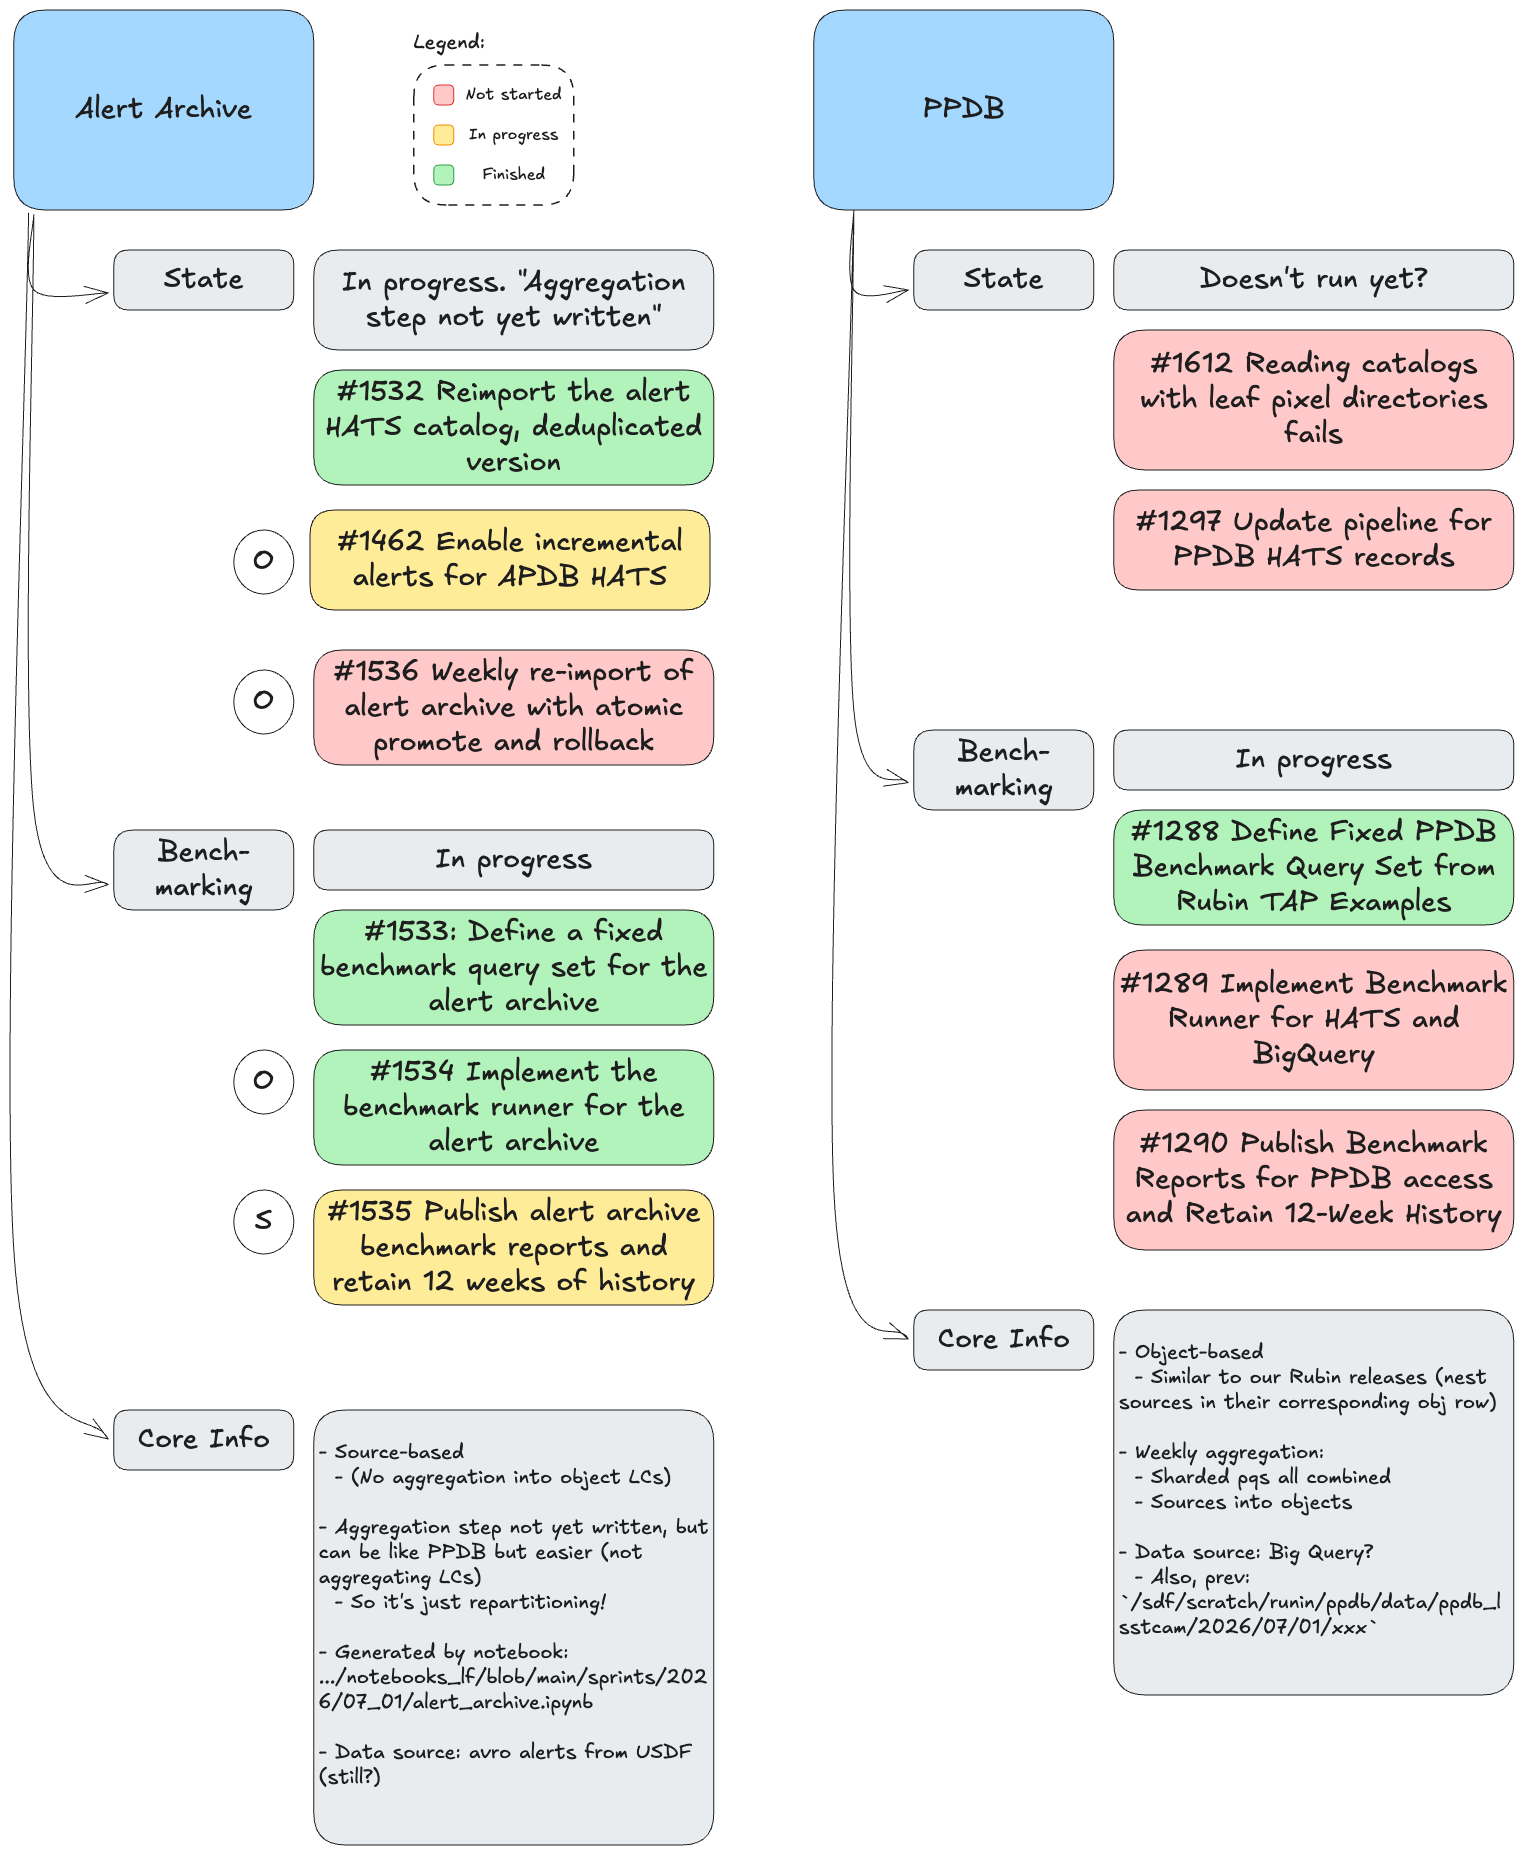 Alert Archive
Legend:
Not started
In progress
Finished
State
In progress. "Aggregation
step not yet written"
#1532 Reimport the alert
HATS catalog, deduplicated
version
O
#1462 Enable incremental
alerts for APDB HATS
O
#1536 Weekly re-import of
alert archive with atomic
promote and rollback
Bench-
marking
In progress
#1533: Define a fixed
benchmark query set for the
alert archive
O
#1534 Implement the
benchmark runner for the
alert archive
S
#1535 Publish alert archive
benchmark reports and
retain 12 weeks of history
Core Info
- Source-based
- (No aggregation into object LCs)
- Aggregation step not yet written, but
can be like PPDB but easier (not
aggregating LCs)
- So it's just repartitioning!
- Generated by notebook:
.../notebooks_lf/blob/main/sprints/202
6/07_01/alert_archive.ipynb
- Data source: avro alerts from USDF
(still?)
PPDB
State
Doesn't run yet?
#1612 Reading catalogs
with leaf pixel directories
fails
#1297 Update pipeline for
PPDB HATS records
Bench-
marking
In progress
#1288 Define Fixed PPDB
Benchmark Query Set from
Rubin TAP Examples
#1289 Implement Benchmark
Runner for HATS and
BigQuery
#1290 Publish Benchmark
Reports for PPDB access
and Retain 12-Week History
Core Info
- Object-based
- Similar to our Rubin releases (nest
sources in their corresponding obj row)
- Weekly aggregation:
- Sharded pqs all combined
- Sources into objects
- Data source: Big Query?
- Also, prev:
`/sdf/scratch/runin/ppdb/data/ppdb_l
sstcam/2026/07/01/xxx`